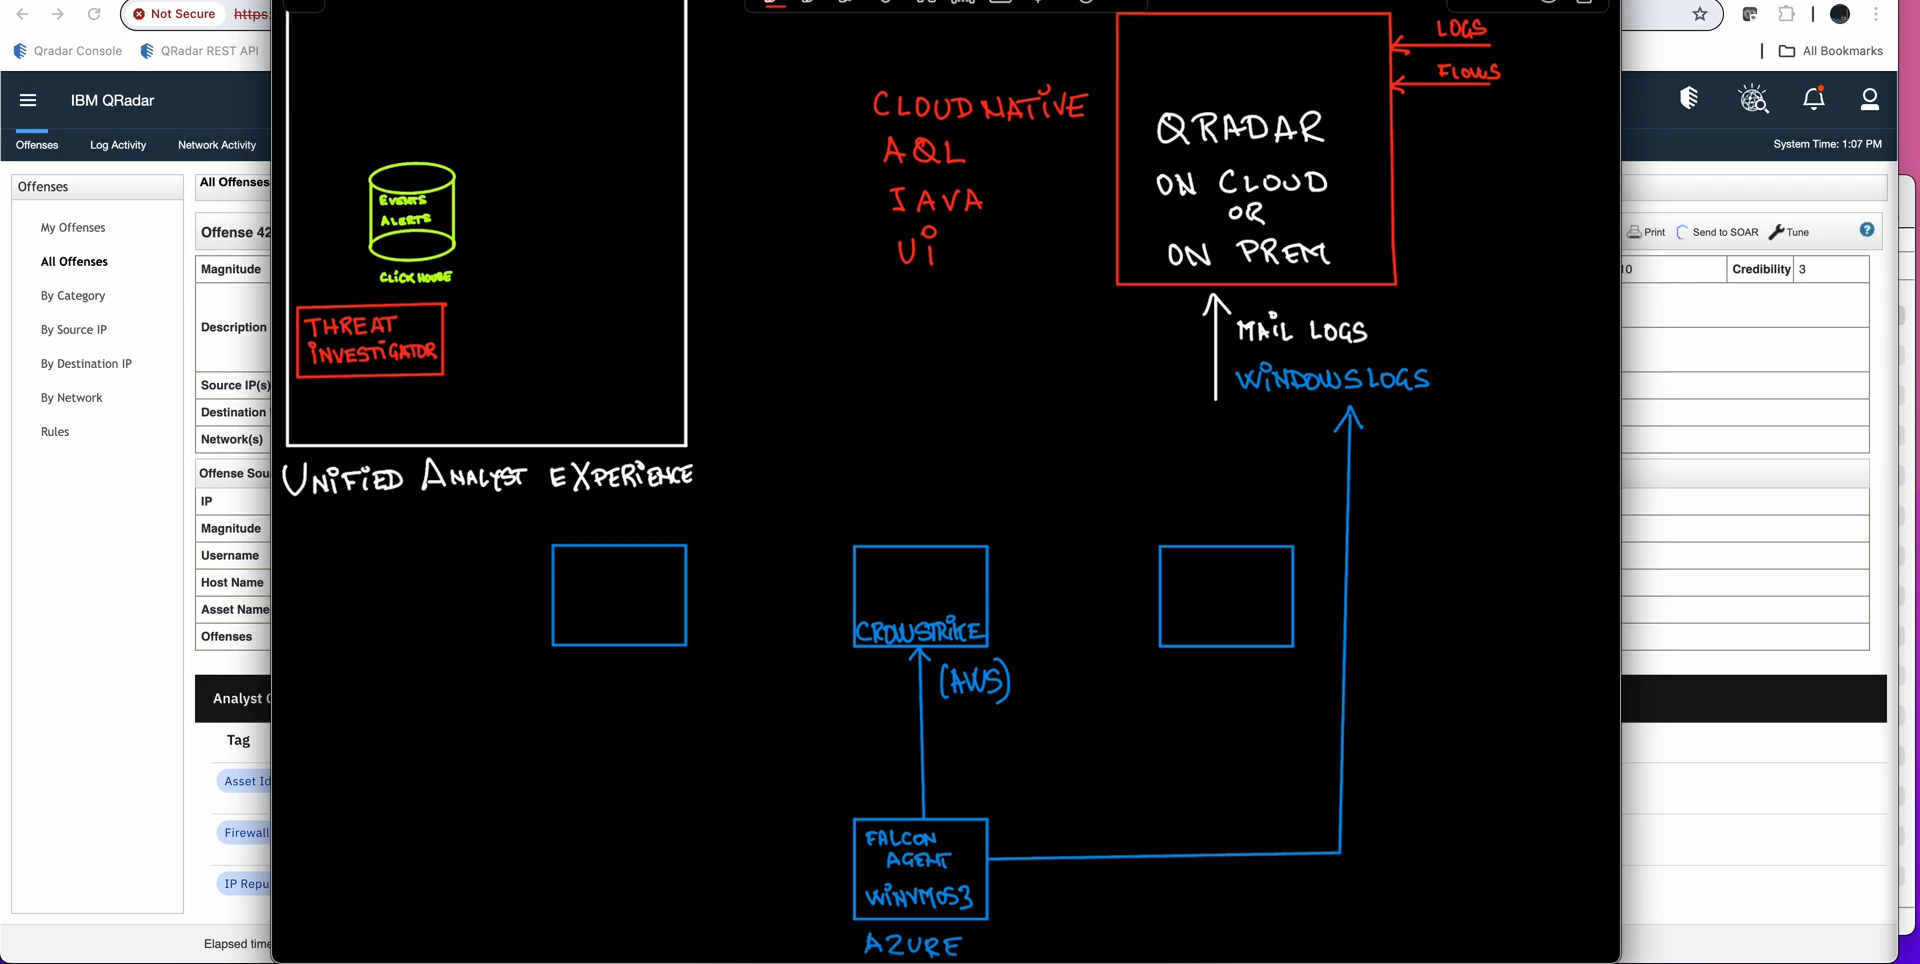 Not Secure https:
Qradar Console QRadar REST API
All Bookmarks
IBM QRadar
Offenses Log Activity Network Activity
System Time: 1:07 PM
Offenses
My Offenses
All Offenses
By Category
By Source IP
By Destination IP
By Network
Rules
All Offenses
Offense 42
Magnitude
Description
Source IP(s)
Destination
Network(s)
Offense Sou
IP
Magnitude
Username
Host Name
Asset Name
Offenses
Analyst
Tag
Asset Id
Firewall
IP Repu
Elapsed time
Print Send to SOAR Tune
10 Credibility 3
EVENTS
ALERTS
CLICKHOUSE
THREAT
INVESTIGATOR
UNIFIED ANALYST EXPERIENCE
CLOUD NATIVE
AQL
JAVA
Ui
LOGS
FLOWS
QRADAR
ON CLOUD
OR
ON PREM
MAIL LOGS
WINDOWSLOGS
CROWSTRIKE
(AWS)
FALCON
AGENT
WINVM053
AZURE